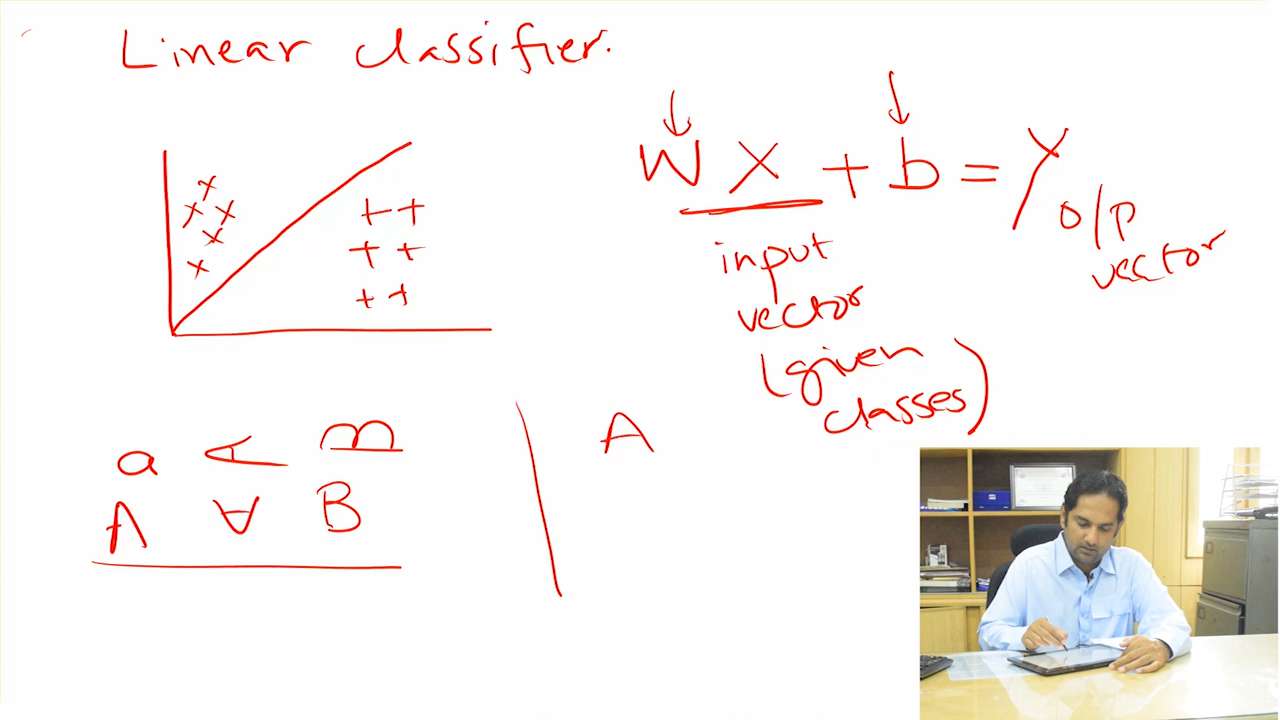 Linear classifier.
W X + b = Y
o/p
vector
input
vector
(given
classes)
a A B
A A B
A